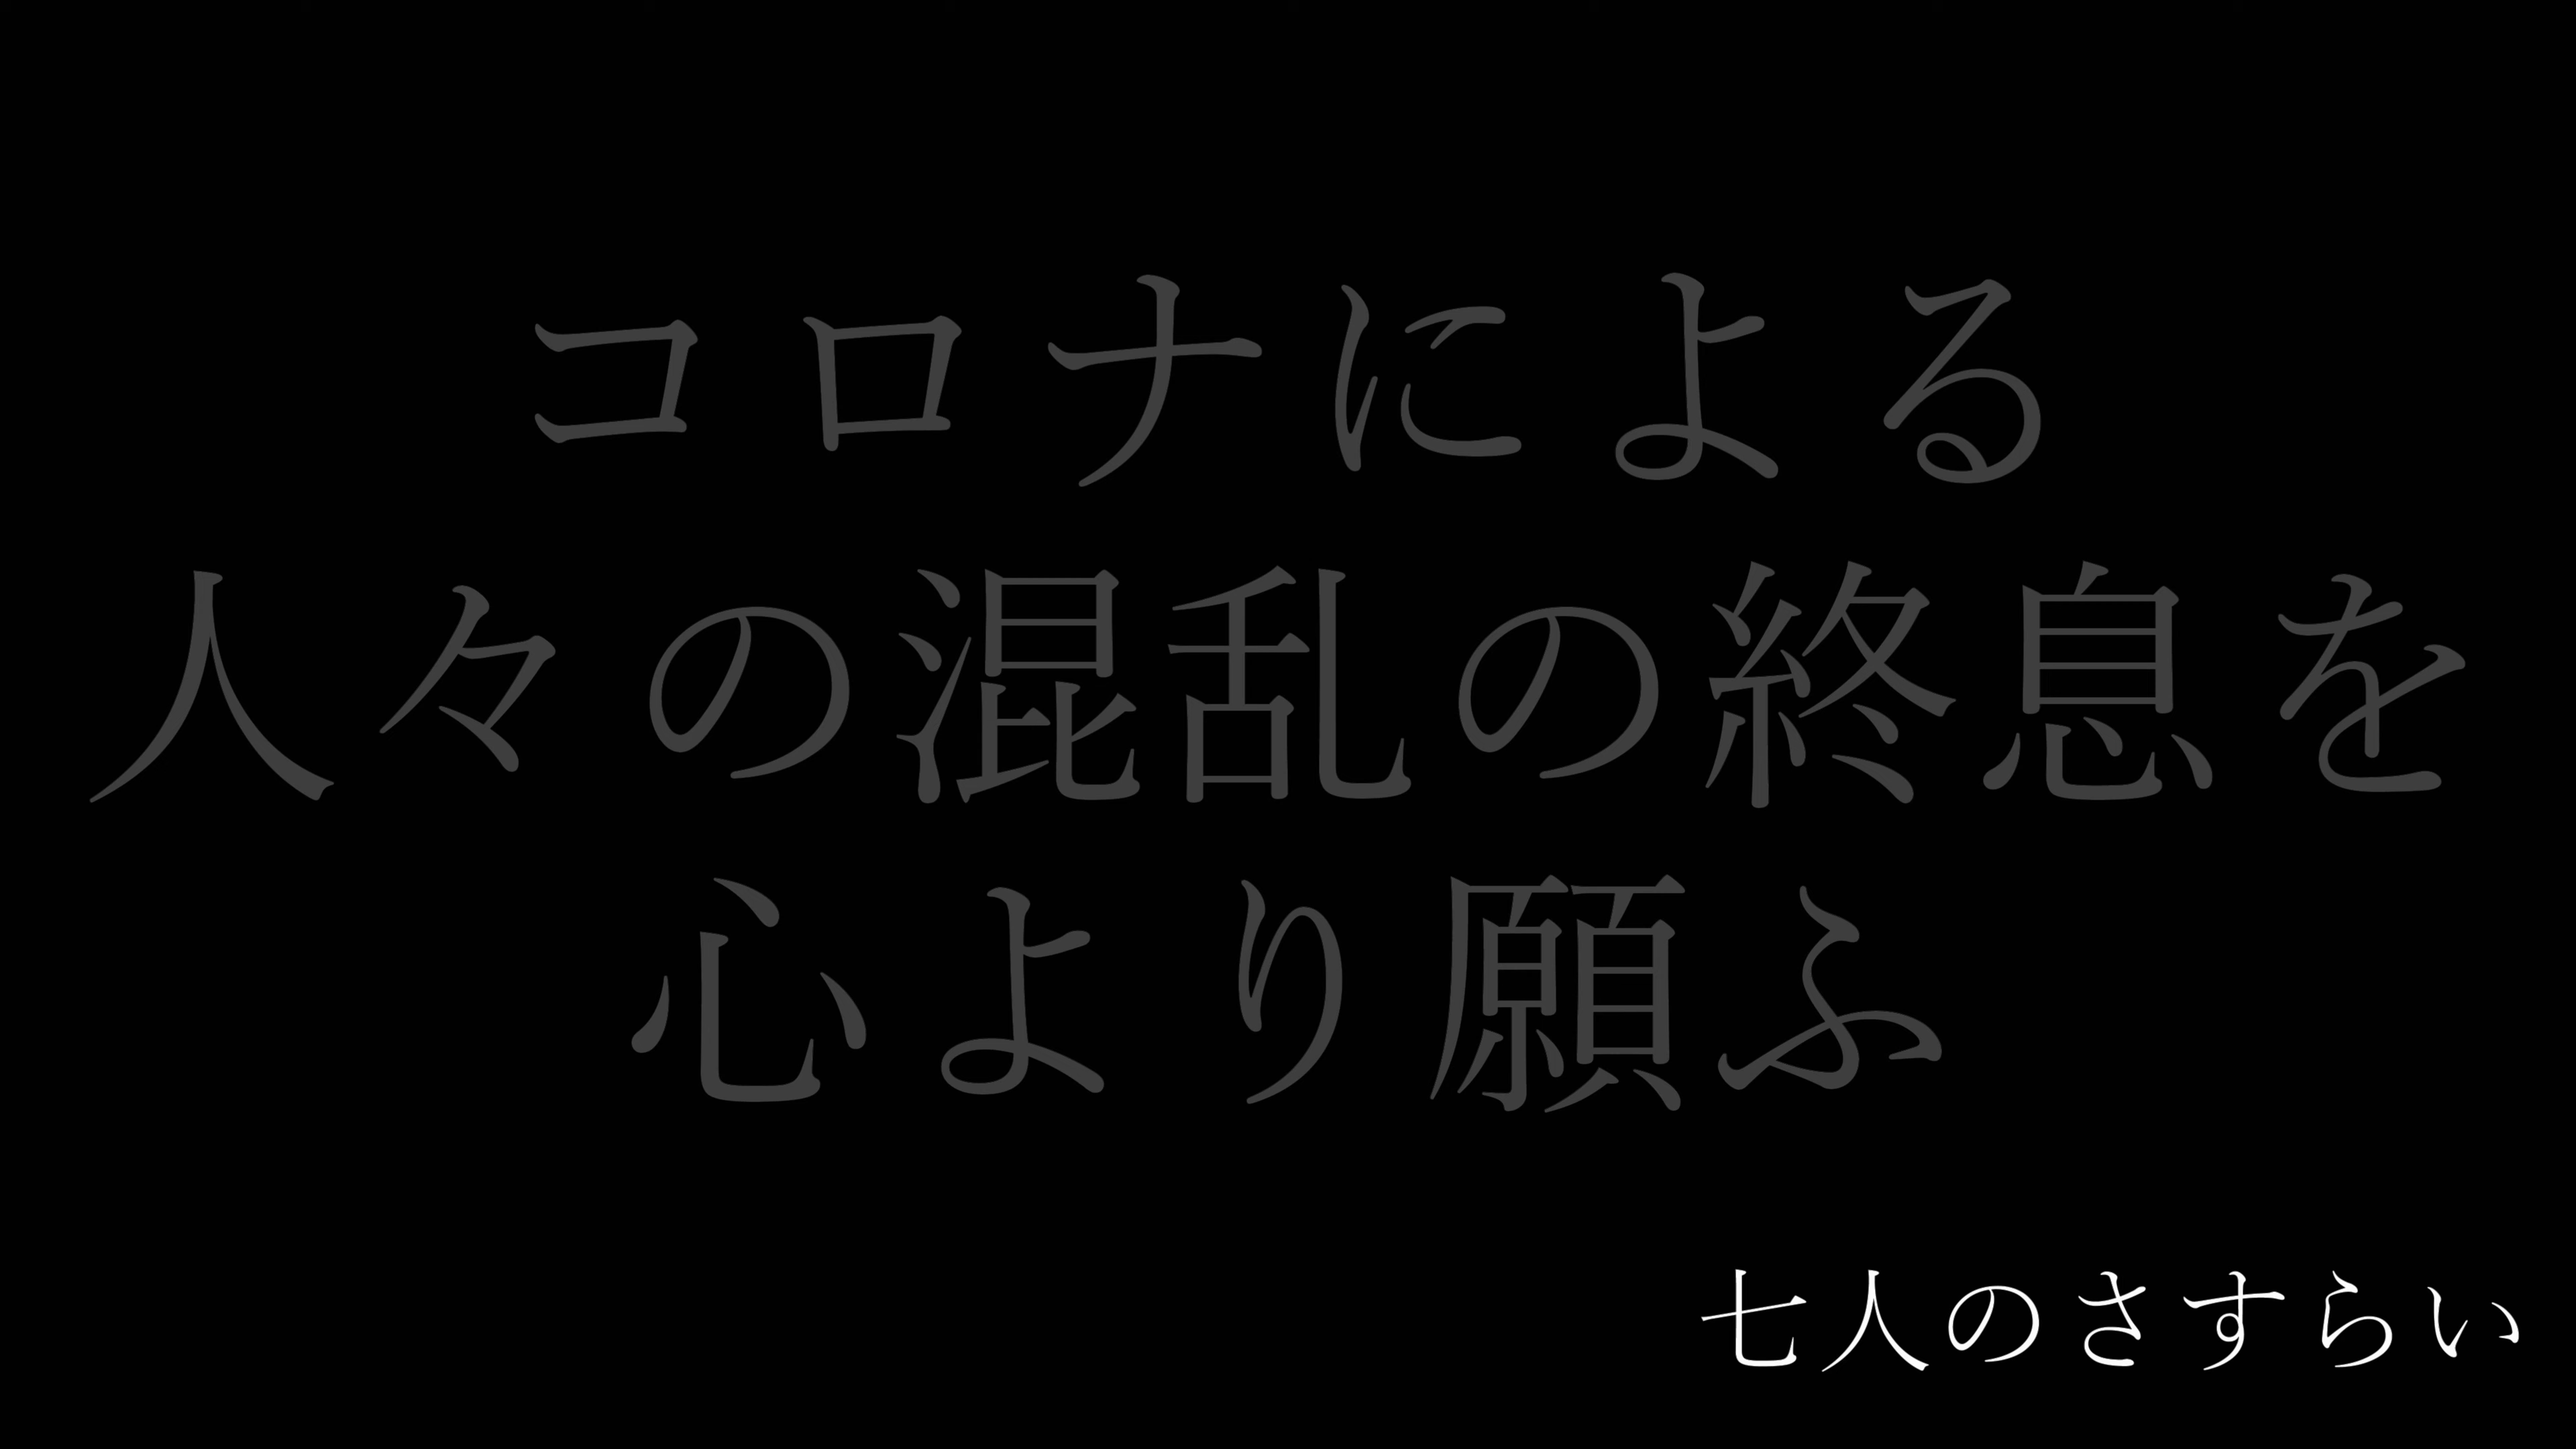 コロナによる
人々の混乱の終息を
心より願ふ
七人のさすらい